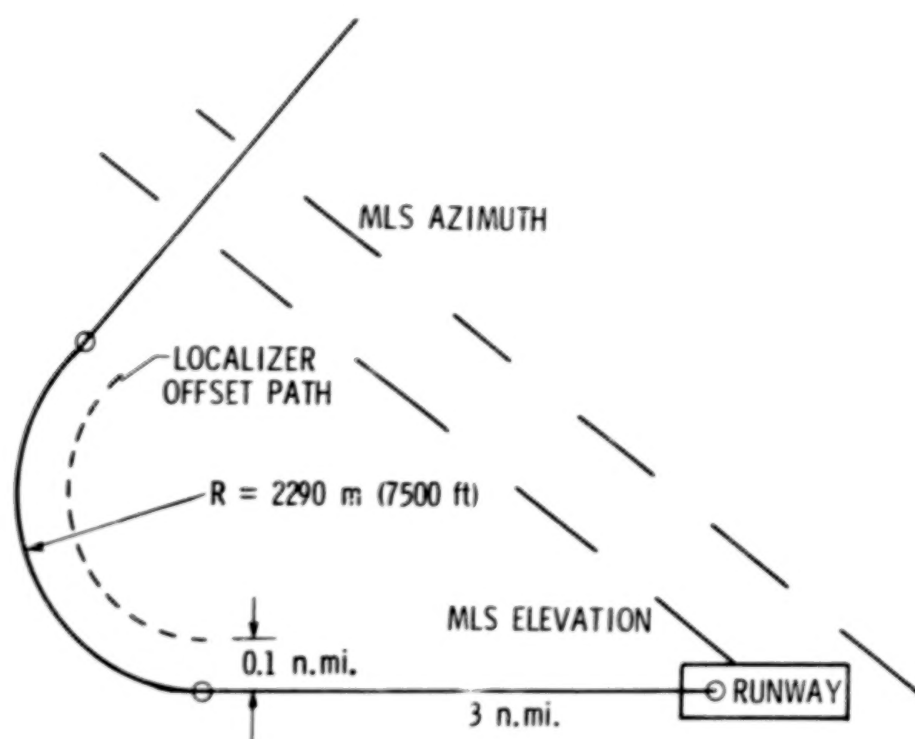 MLS AZIMUTH
LOCALIZER
OFFSET PATH
R = 2290 m (7500 ft)
MLS ELEVATION
0.1 n.mi.
RUNWAY
3 n.mi.